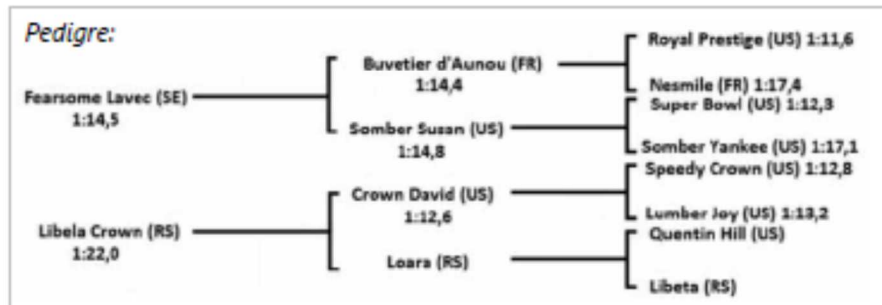 Pedigre:
Royal Prestige (US) 1:11,6
Buvetier d'Aunou (FR)
1:14,4
Nesmile (FR) 1:17,4
Fearsome Lavec (SE)
1:14,5
Super Bowl (US) 1:12,3
Somber Susan (US)
1:14,8
Somber Yankee (US) 1:17,1
Speedy Crown (US) 1:12,8
Crown David (US)
1:12,6
Lumber Joy (US) 1:13,2
Libela Crown (RS)
1:22,0
Quentin Hill (US)
Loara (RS)
Libeta (RS)